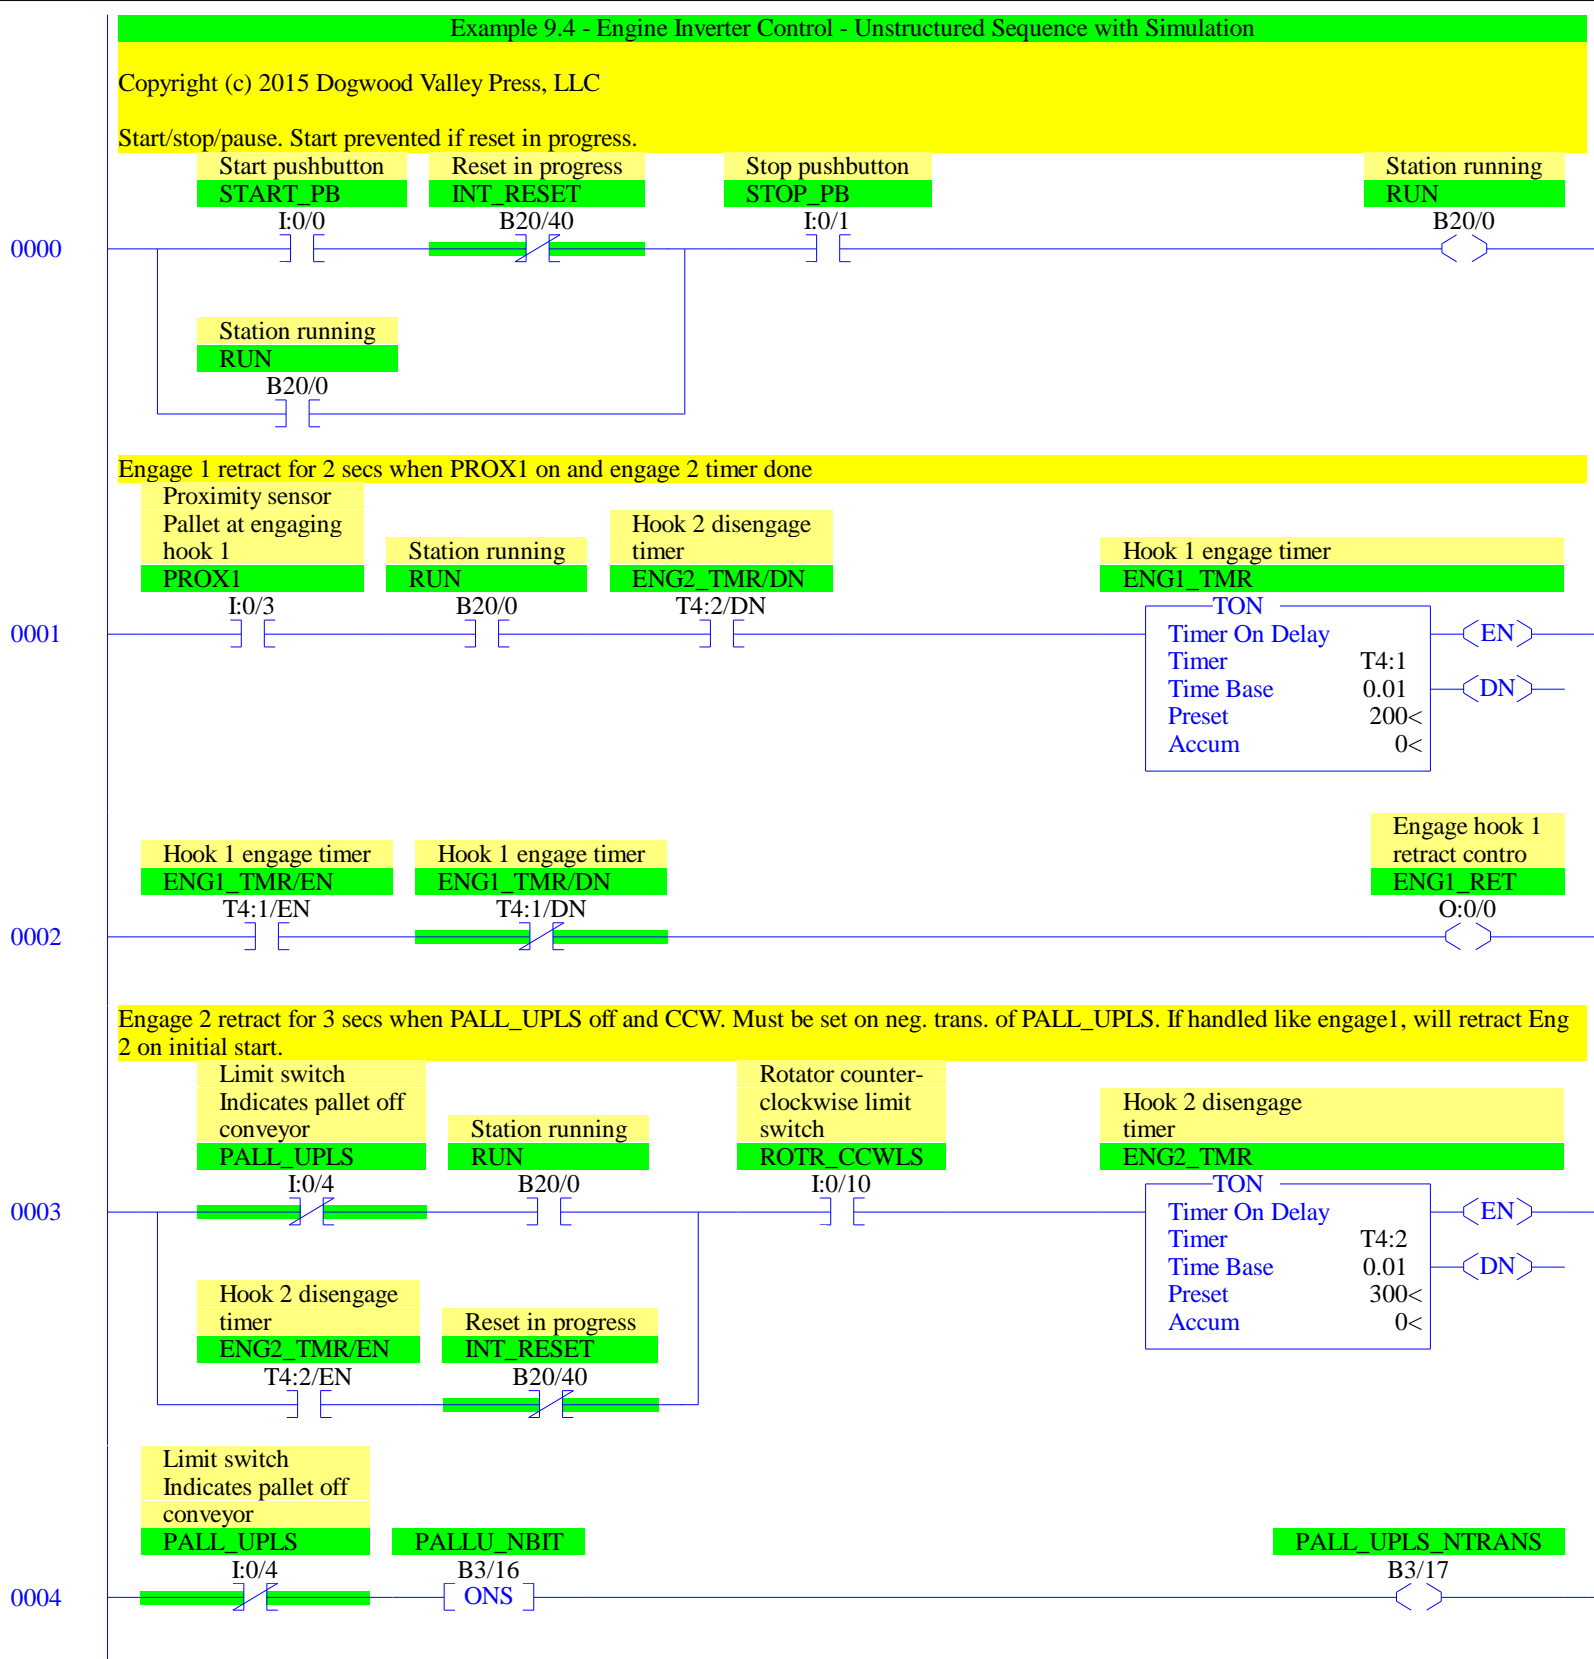 Example 9.4 - Engine Inverter Control - Unstructured Sequence with Simulation
Copyright (c) 2015 Dogwood Valley Press, LLC
Start/stop/pause. Start prevented if reset in progress.
Start pushbutton
START_PB
I:0/0
Reset in progress
INT_RESET
B20/40
Stop pushbutton
STOP_PB
I:0/1
Station running
RUN
B20/0
0000
Station running
RUN
B20/0
Engage 1 retract for 2 secs when PROX1 on and engage 2 timer done
Proximity sensor
Pallet at engaging
hook 1
PROX1
I:0/3
Station running
RUN
B20/0
Hook 2 disengage
timer
ENG2_TMR/DN
T4:2/DN
Hook 1 engage timer
ENG1_TMR
0001
TON
Timer On Delay
Timer T4:1
Time Base 0.01
Preset 200<
Accum 0<
EN
DN
Hook 1 engage timer
ENG1_TMR/EN
T4:1/EN
Hook 1 engage timer
ENG1_TMR/DN
T4:1/DN
Engage hook 1
retract contro
ENG1_RET
O:0/0
0002
Engage 2 retract for 3 secs when PALL_UPLS off and CCW. Must be set on neg. trans. of PALL_UPLS. If handled like engage1, will retract Eng
2 on initial start.
Limit switch
Indicates pallet off
conveyor
PALL_UPLS
I:0/4
Station running
RUN
B20/0
Rotator counter-
clockwise limit
switch
ROTR_CCWLS
I:0/10
Hook 2 disengage
timer
ENG2_TMR
0003
TON
Timer On Delay
Timer T4:2
Time Base 0.01
Preset 300<
Accum 0<
EN
DN
Hook 2 disengage
timer
ENG2_TMR/EN
T4:2/EN
Reset in progress
INT_RESET
B20/40
Limit switch
Indicates pallet off
conveyor
PALL_UPLS
I:0/4
PALLU_NBIT
B3/16
ONS
PALL_UPLS_NTRANS
B3/17
0004